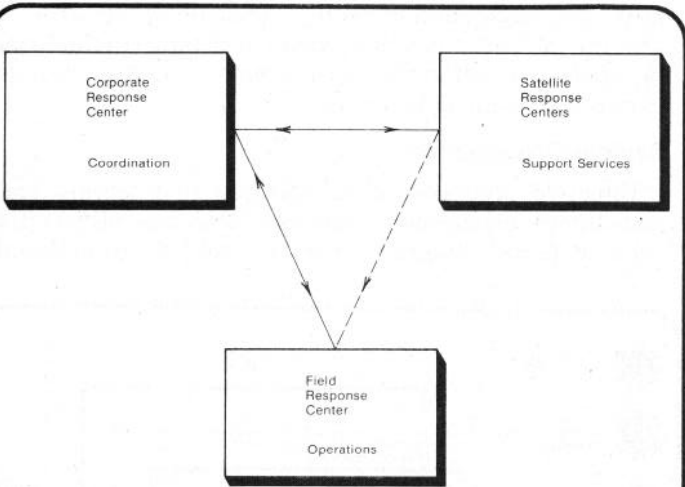 Corporate
Response
Center
Coordination
Satellite
Response
Centers
Support Services
Field
Response
Center
Operations